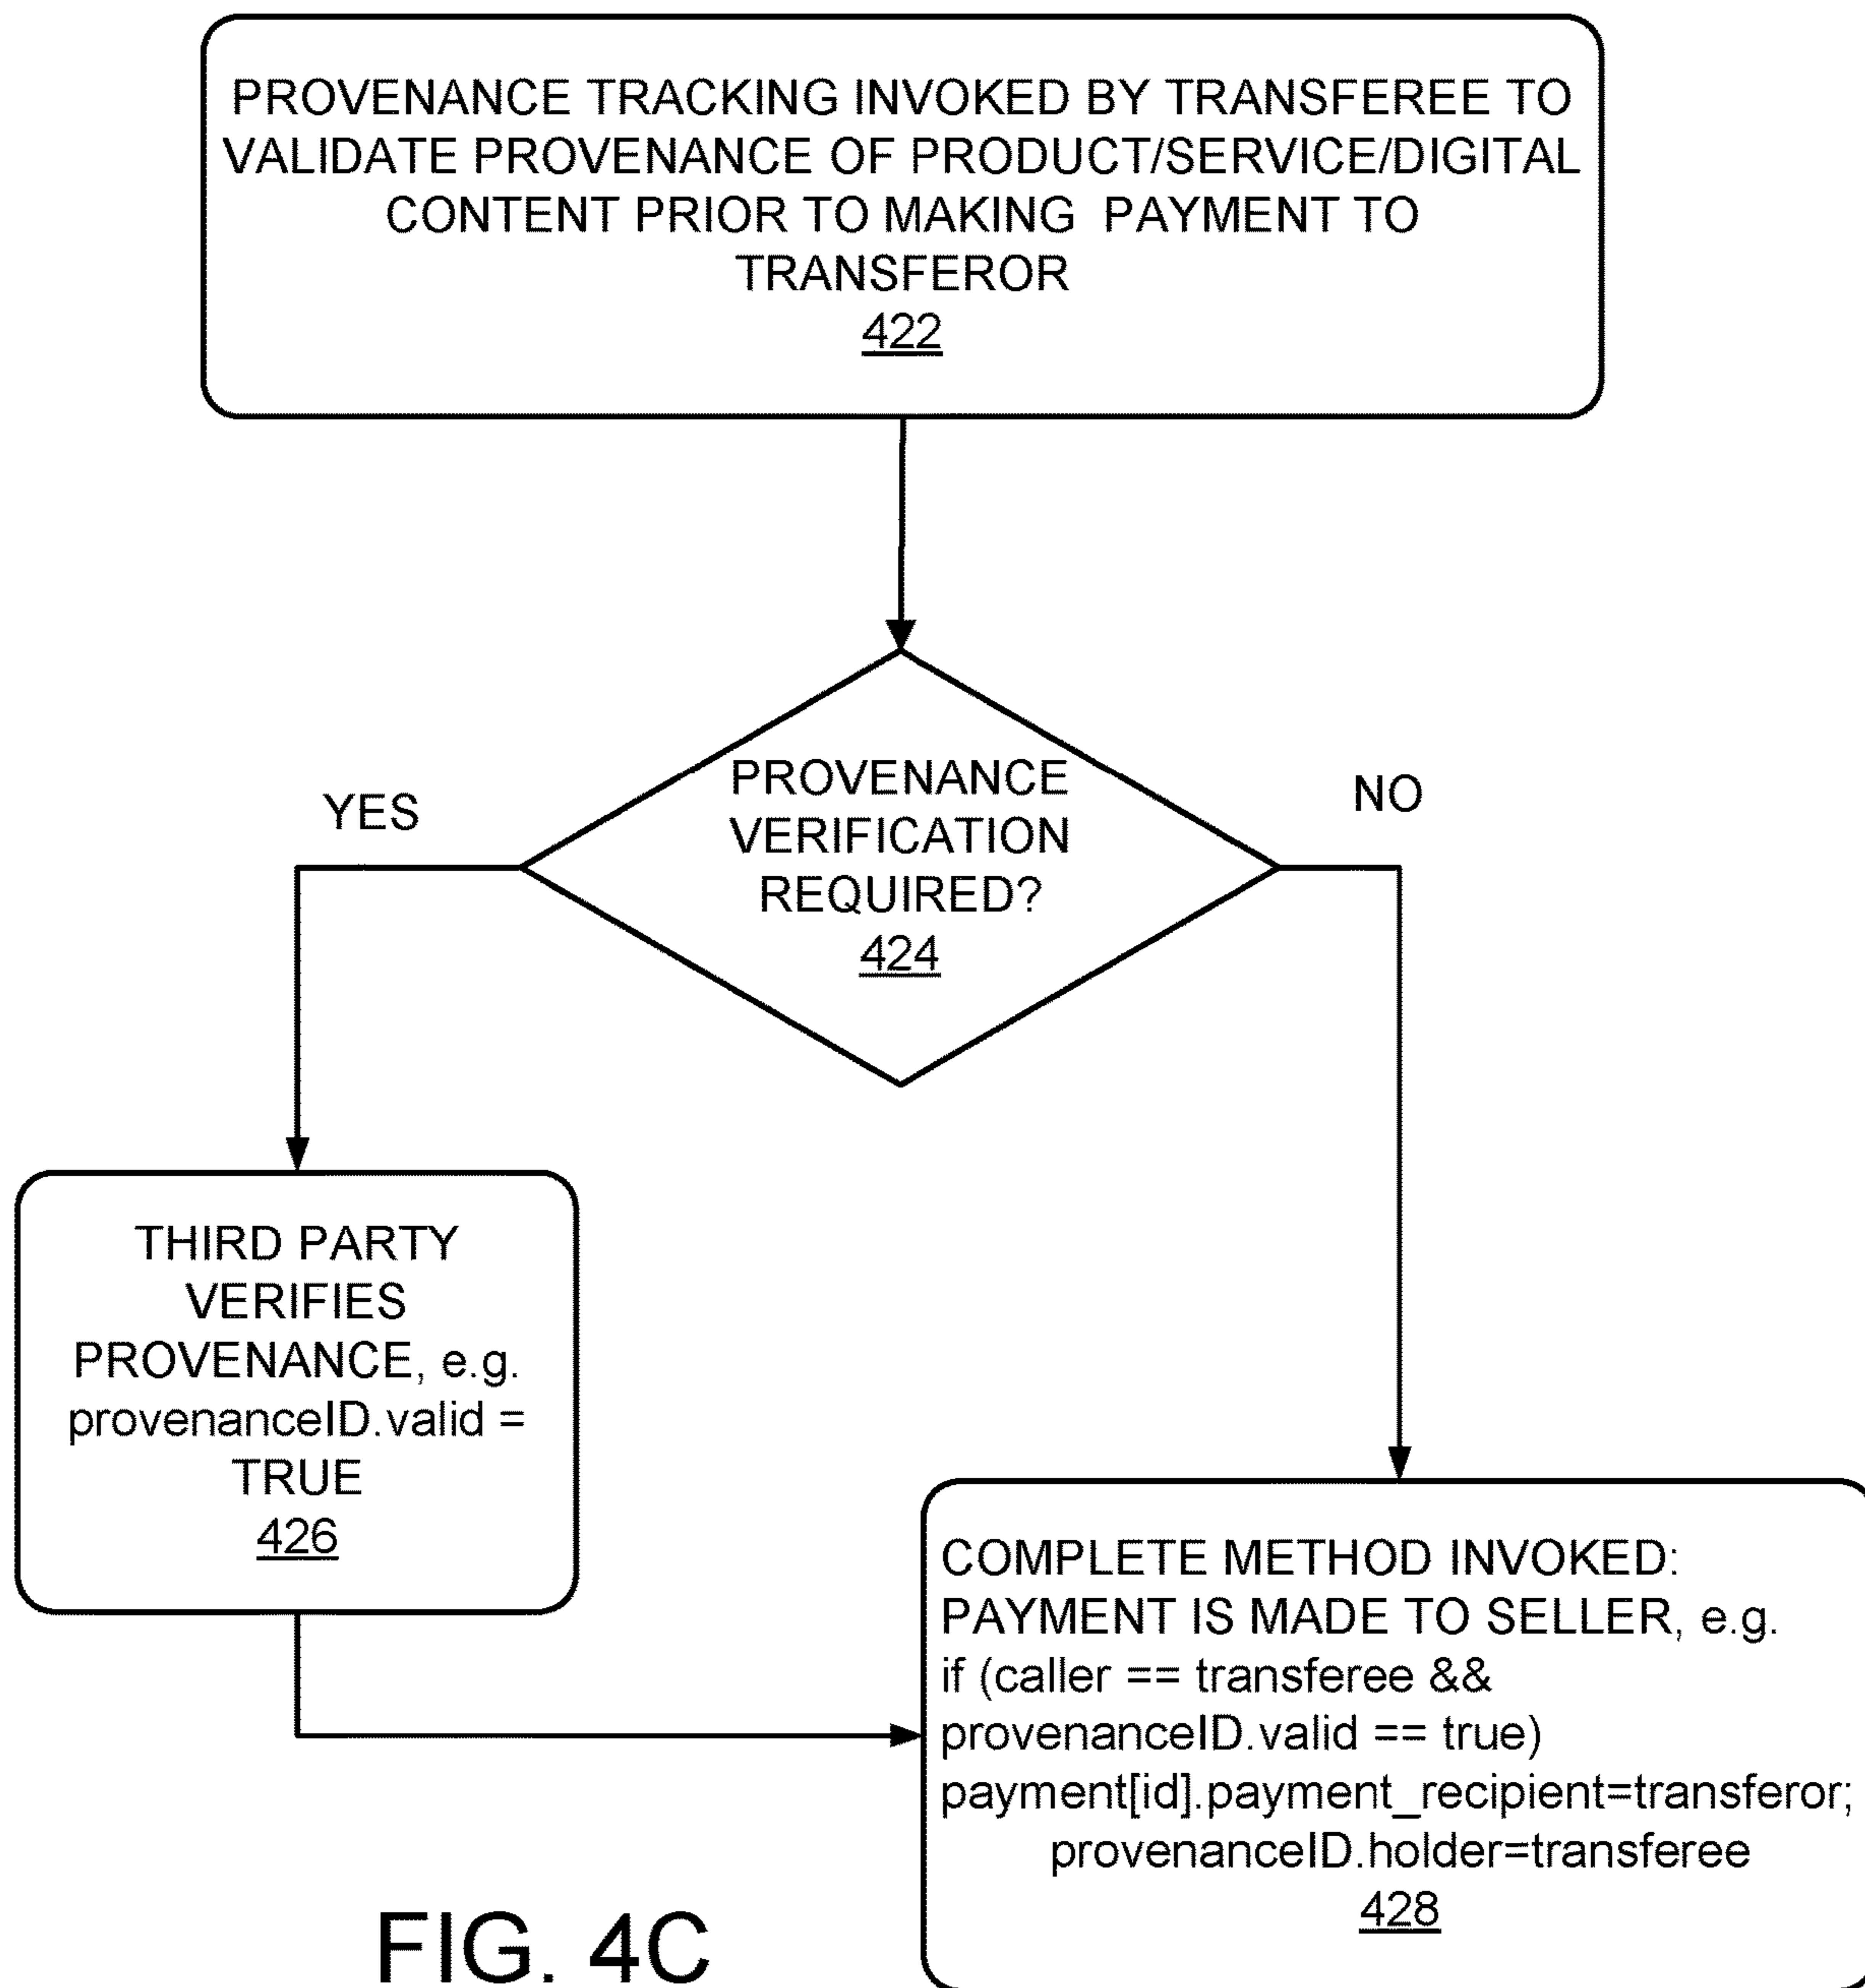 PROVENANCE TRACKING INVOKED BY TRANSFEREE TO
VALIDATE PROVENANCE OF PRODUCT/SERVICE/DIGITAL
CONTENT PRIOR TO MAKING PAYMENT TO
TRANSFEROR
422
PROVENANCE
VERIFICATION
REQUIRED?
424
YES
NO
THIRD PARTY
VERIFIES
PROVENANCE, e.g.
provenanceID.valid =
TRUE
426
COMPLETE METHOD INVOKED:
PAYMENT IS MADE TO SELLER, e.g.
if (caller == transferee &&
provenanceID.valid == true)
payment[id].payment_recipient=transferor;
provenanceID.holder=transferee
428
FIG. 4C